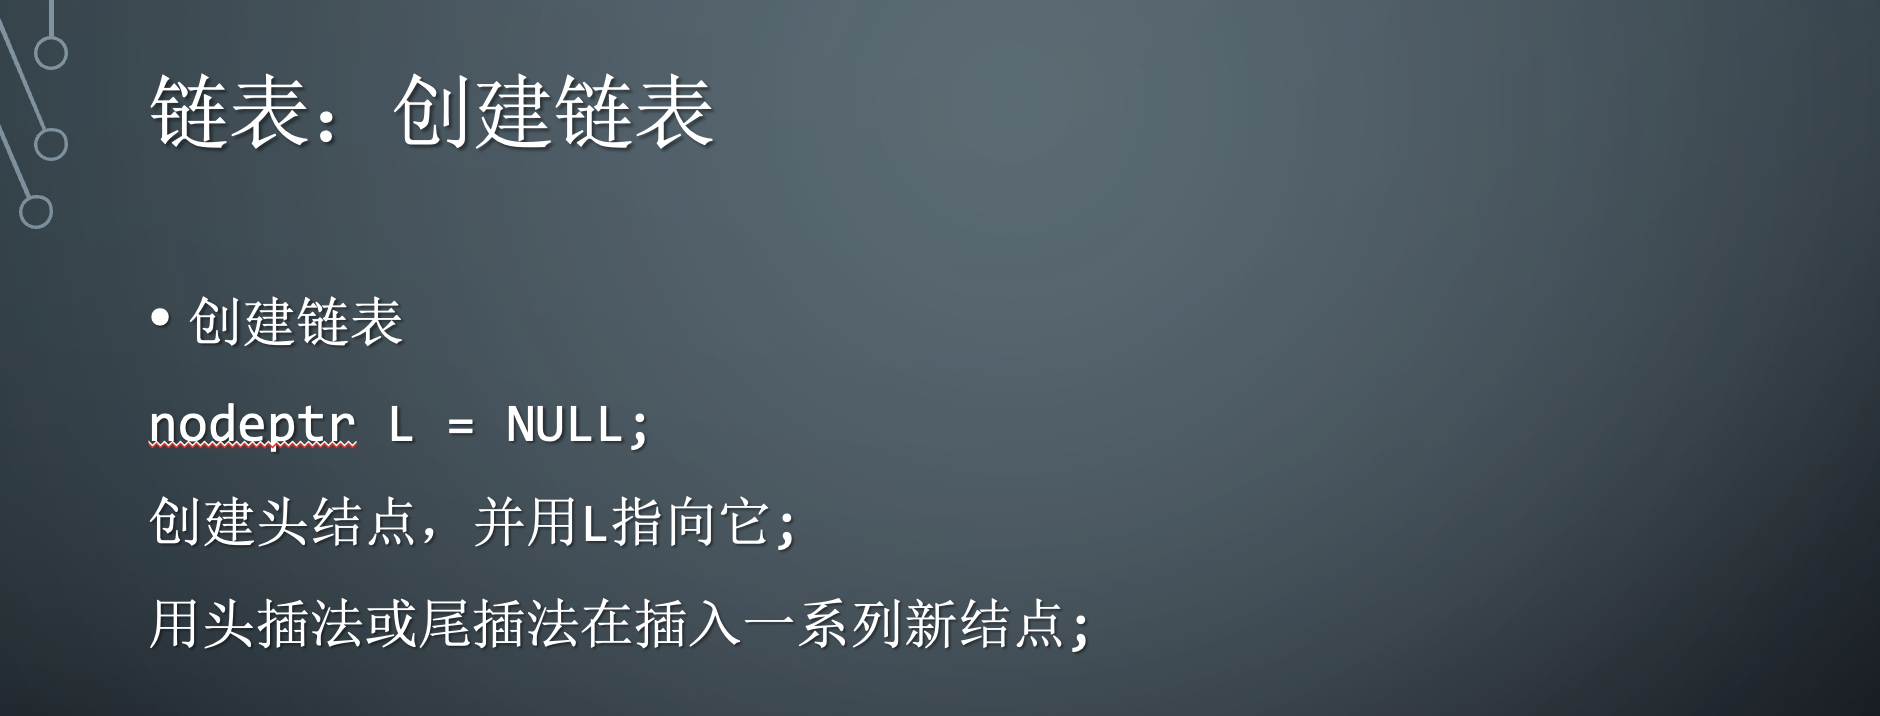 链表：创建链表
• 创建链表
nodeptr L = NULL;
创建头结点，并用L指向它;
用头插法或尾插法在插入一系列新结点;